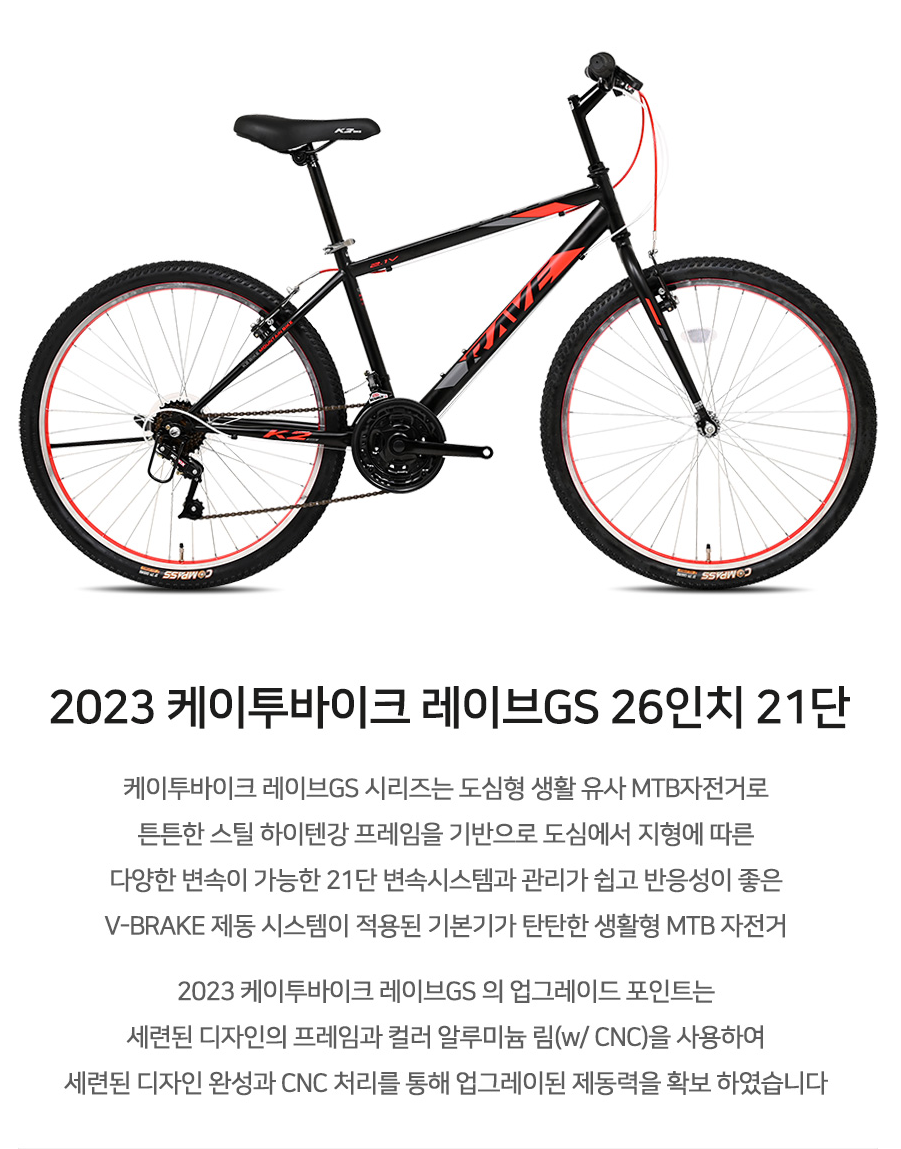 K2 BIKE
2.1V
RAVE
K2
COMPASS
COMPASS
2023 케이투바이크 레이브GS 26인치 21단
케이투바이크 레이브GS 시리즈는 도심형 생활 유사 MTB자전거로
튼튼한 스틸 하이텐강 프레임을 기반으로 도심에서 지형에 따른
다양한 변속이 가능한 21단 변속시스템과 관리가 쉽고 반응성이 좋은
V-BRAKE 제동 시스템이 적용된 기본기가 탄탄한 생활형 MTB 자전거
2023 케이투바이크 레이브GS 의 업그레이드 포인트는
세련된 디자인의 프레임과 컬러 알루미늄 림(w/ CNC)을 사용하여
세련된 디자인 완성과 CNC 처리를 통해 업그레이된 제동력을 확보 하였습니다